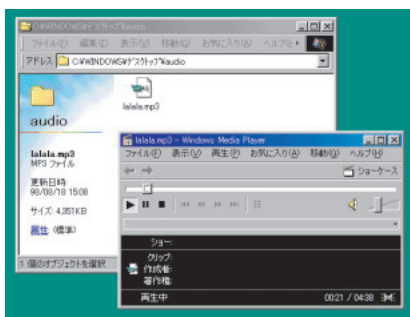 C:¥WINDOWS¥デスクトップ¥audio
ファイル(F) 編集(E) 表示(V) 移動(G) お気に入り(A) ヘルプ(H)
アドレス C:¥WINDOWS¥デスクトップ¥audio
audio
lalala.mp3
lalala.mp3
MP3 ファイル
更新日時:
98/08/18 15:08
サイズ: 4,351KB
属性: (標準)
1 個のオブジェクトを選択
lalala.mp3 - Windows Media Player
ファイル(F) 表示(V) 再生(P) お気に入り(A) 移動(G) ヘルプ(H)
ショーケース
ショー:
クリップ:
作成者:
著作権:
再生中
00:21 / 04:38